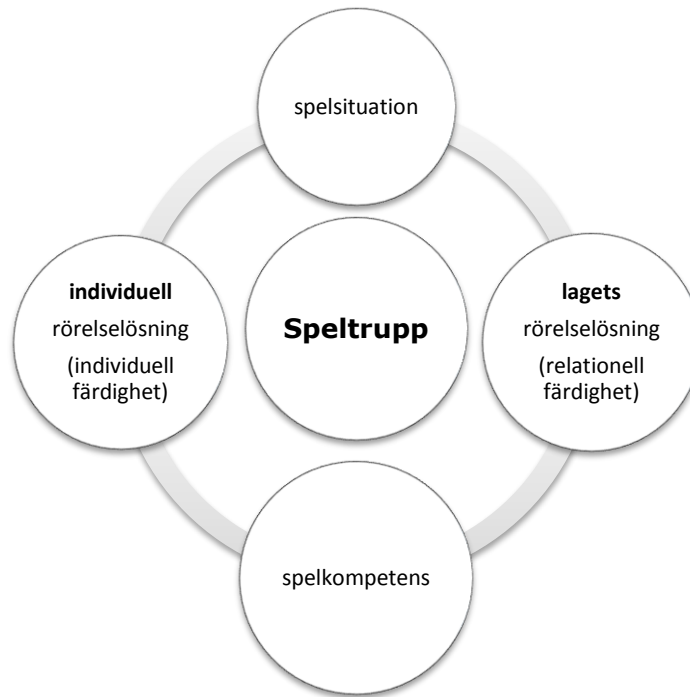 spelsituation
individuell
rörelselösning
(individuell
färdighet)
Speltrupp
lagets
rörelselösning
(relationell
färdighet)
spelkompetens